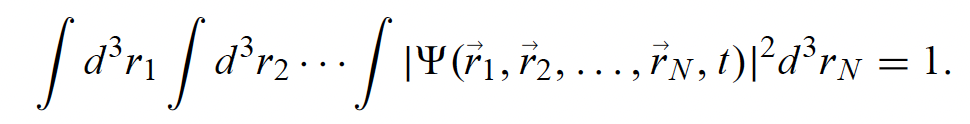 ∫ d³r₁ ∫ d³r₂ ⋯ ∫ |Ψ(r⃗₁, r⃗₂, …, r⃗_N, t)|² d³r_N = 1.